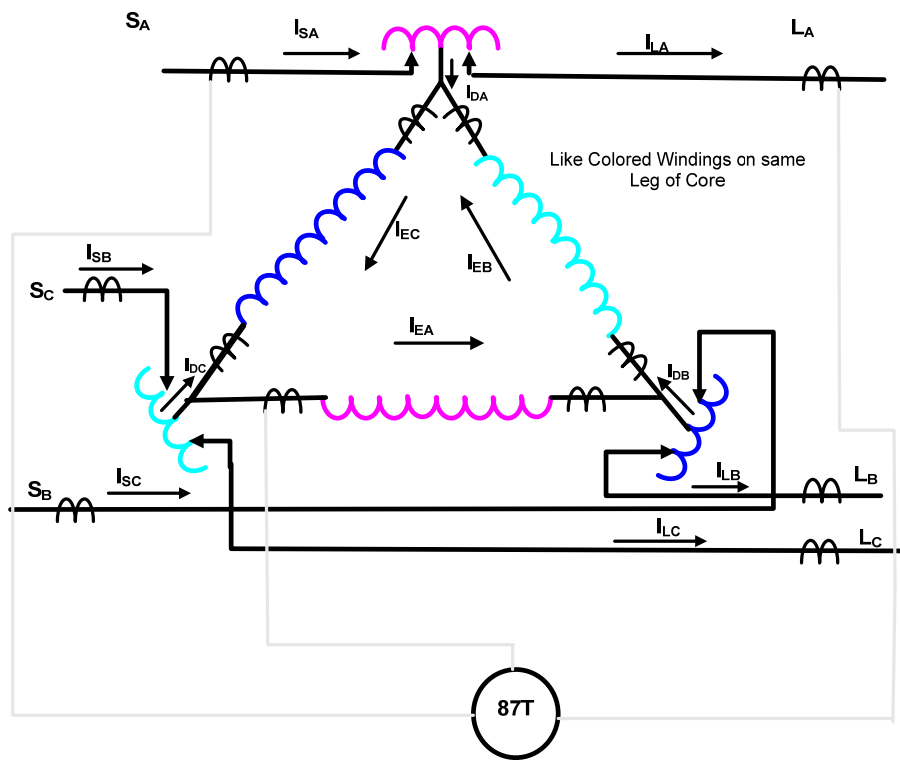 SA
ISA
ILA
LA
IDA
Like Colored Windings on same
Leg of Core
IEC
IEB
ISB
SC
IEA
IDC
IDB
ISC
SB
ILB
LB
ILC
LC
87T